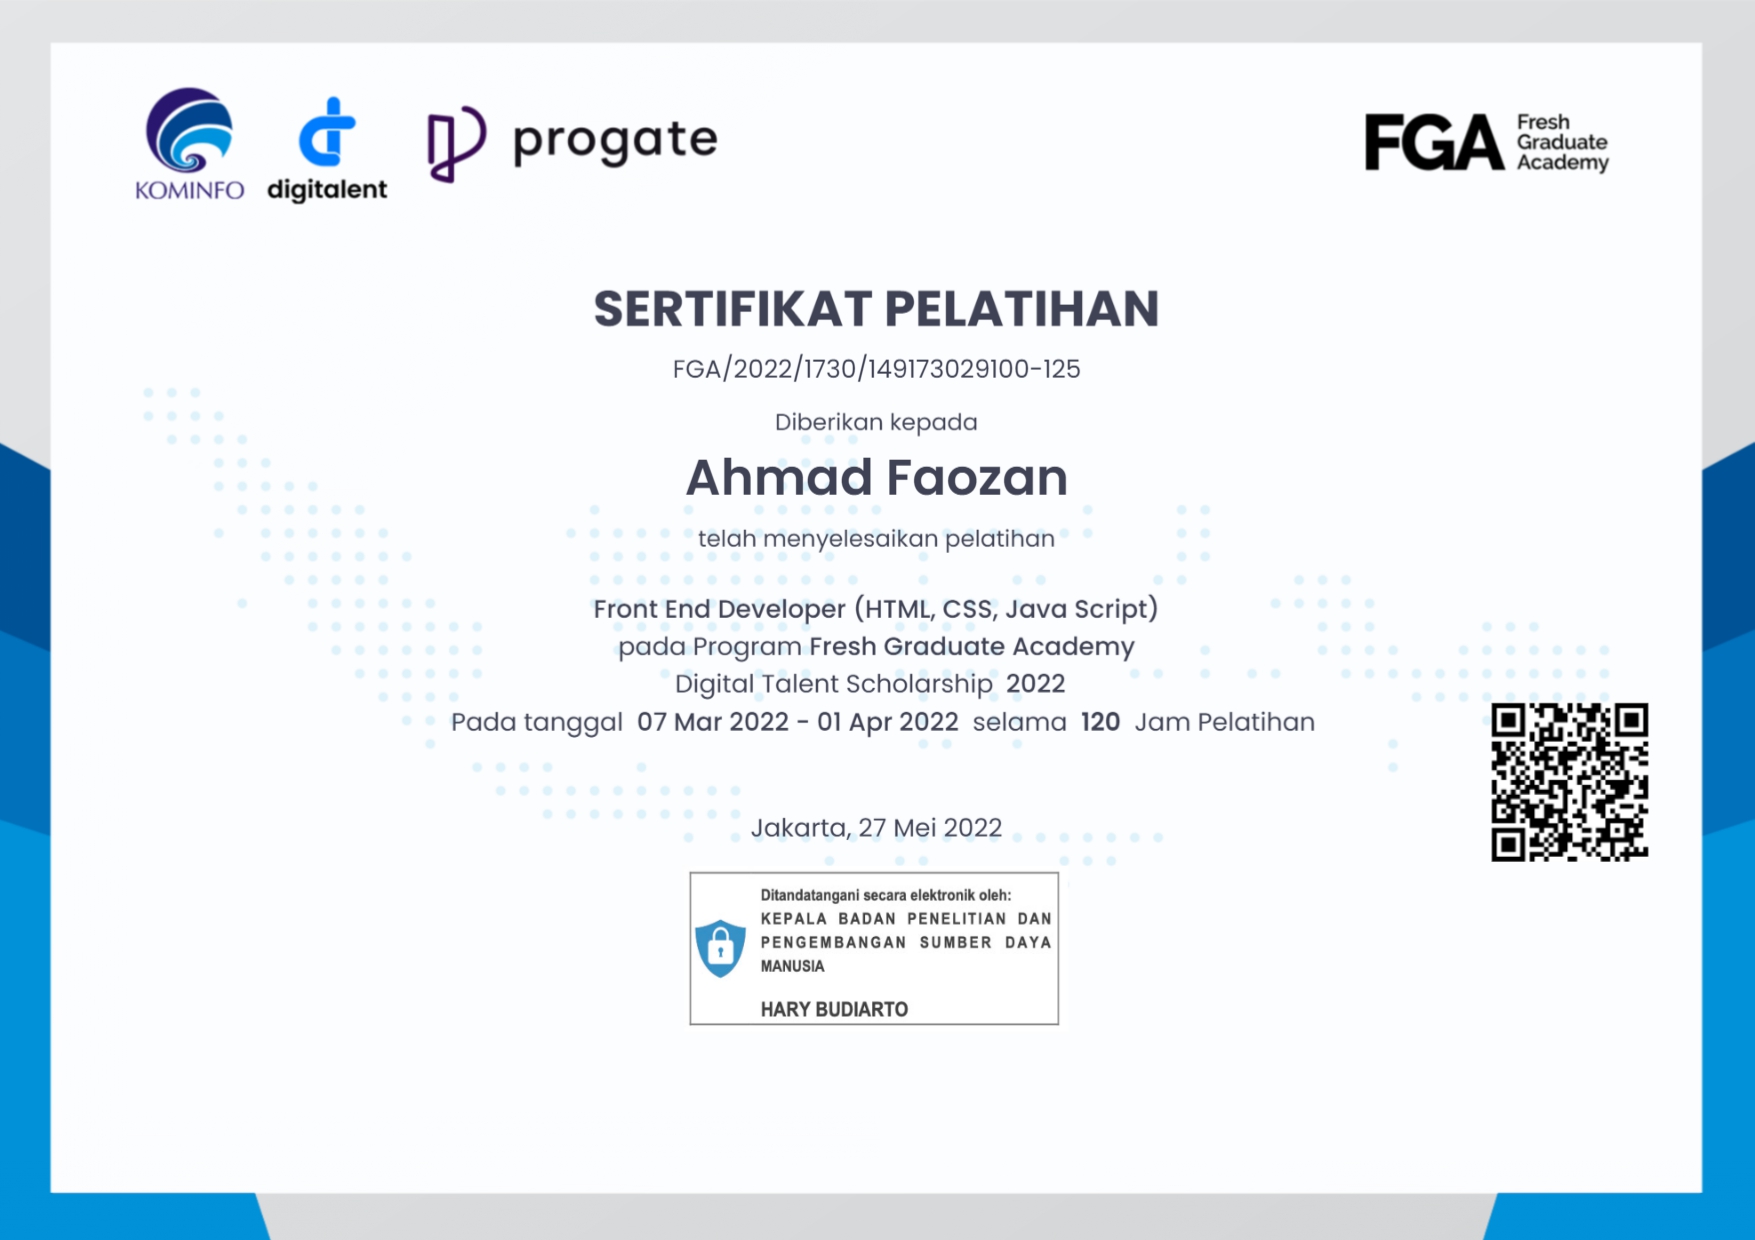 KOMINFO
digitalent
progate
FGA
Fresh
Graduate
Academy
SERTIFIKAT PELATIHAN
FGA/2022/1730/149173029100-125
Diberikan kepada
Ahmad Faozan
telah menyelesaikan pelatihan
Front End Developer (HTML, CSS, Java Script)
pada Program Fresh Graduate Academy
Digital Talent Scholarship 2022
Pada tanggal 07 Mar 2022 - 01 Apr 2022 selama 120 Jam Pelatihan
Jakarta, 27 Mei 2022
Ditandatangani secara elektronik oleh:
KEPALA BADAN PENELITIAN DAN
PENGEMBANGAN SUMBER DAYA
MANUSIA
HARY BUDIARTO